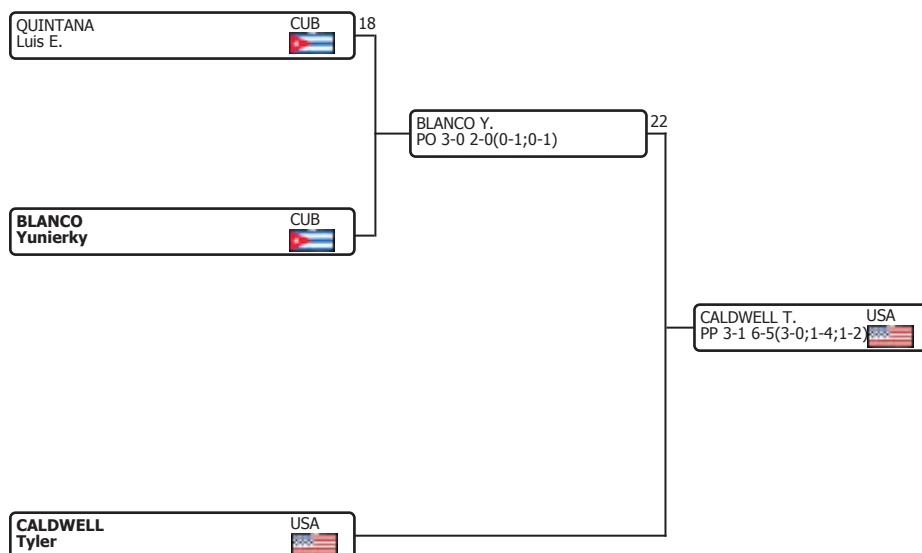 QUINTANA CUB 18
Luis E.
BLANCO Y. 22
PO 3-0 2-0(0-1;0-1)
BLANCO CUB
Yunierky
CALDWELL T. USA
PP 3-1 6-5(3-0;1-4;1-2)
CALDWELL USA
Tyler